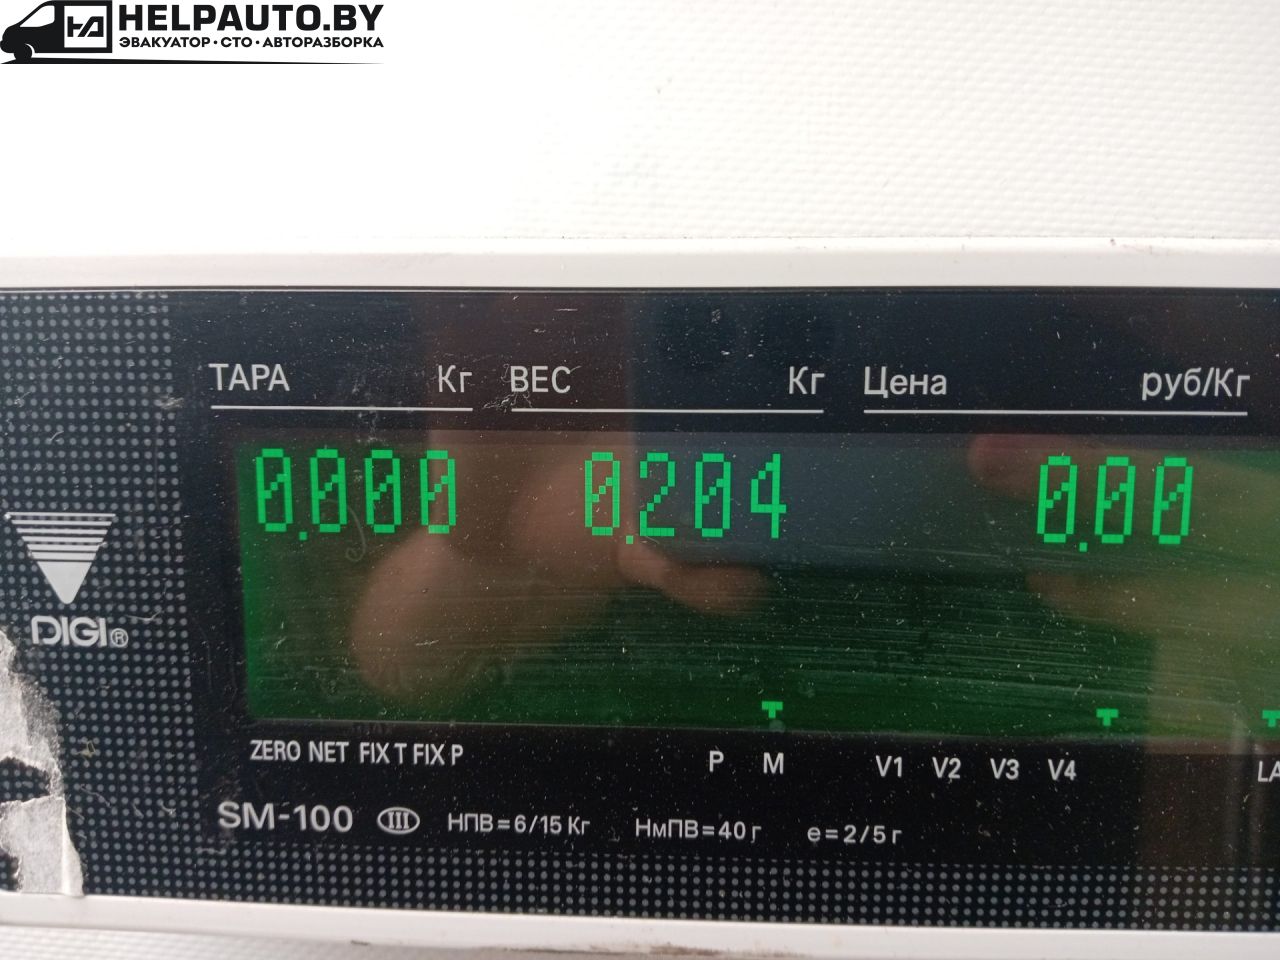 HELPAUTO.BY
ЭВАКУАТОР · СТО · АВТОРАЗБОРКА
ТАРА Кг ВЕС Кг Цена руб/Кг
0.000 0.204 0.00
DIGI®
ZERO NET FIX T FIX P P M V1 V2 V3 V4
SM-100 III НПВ=6/15 Кг НмПВ=40 г e=2/5 г